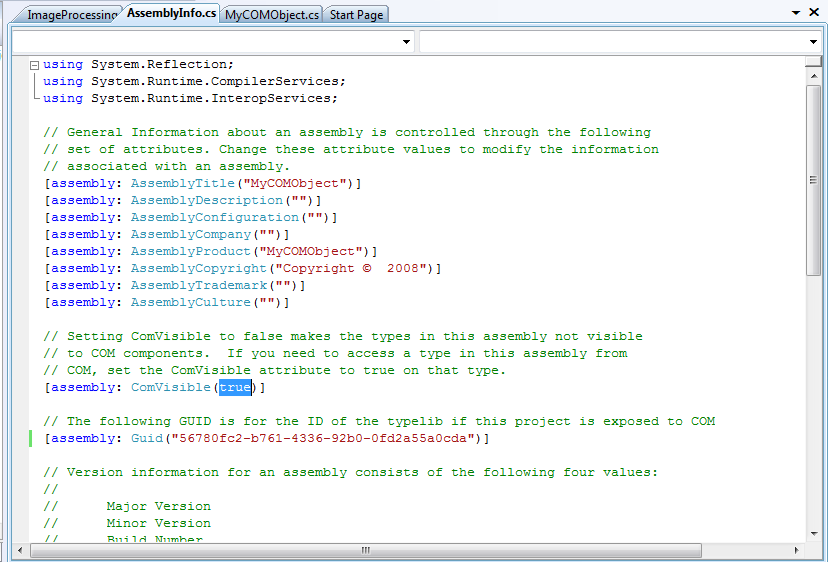 ImageProcessing AssemblyInfo.cs MyCOMObject.cs Start Page
using System.Reflection;
using System.Runtime.CompilerServices;
using System.Runtime.InteropServices;
// General Information about an assembly is controlled through the following
// set of attributes. Change these attribute values to modify the information
// associated with an assembly.
[assembly: AssemblyTitle("MyCOMObject")]
[assembly: AssemblyDescription("")]
[assembly: AssemblyConfiguration("")]
[assembly: AssemblyCompany("")]
[assembly: AssemblyProduct("MyCOMObject")]
[assembly: AssemblyCopyright("Copyright ©  2008")]
[assembly: AssemblyTrademark("")]
[assembly: AssemblyCulture("")]
// Setting ComVisible to false makes the types in this assembly not visible
// to COM components.  If you need to access a type in this assembly from
// COM, set the ComVisible attribute to true on that type.
[assembly: ComVisible(true)]
// The following GUID is for the ID of the typelib if this project is exposed to COM
[assembly: Guid("56780fc2-b761-4336-92b0-0fd2a55a0cda")]
// Version information for an assembly consists of the following four values:
//
//      Major Version
//      Minor Version
//      Build Number